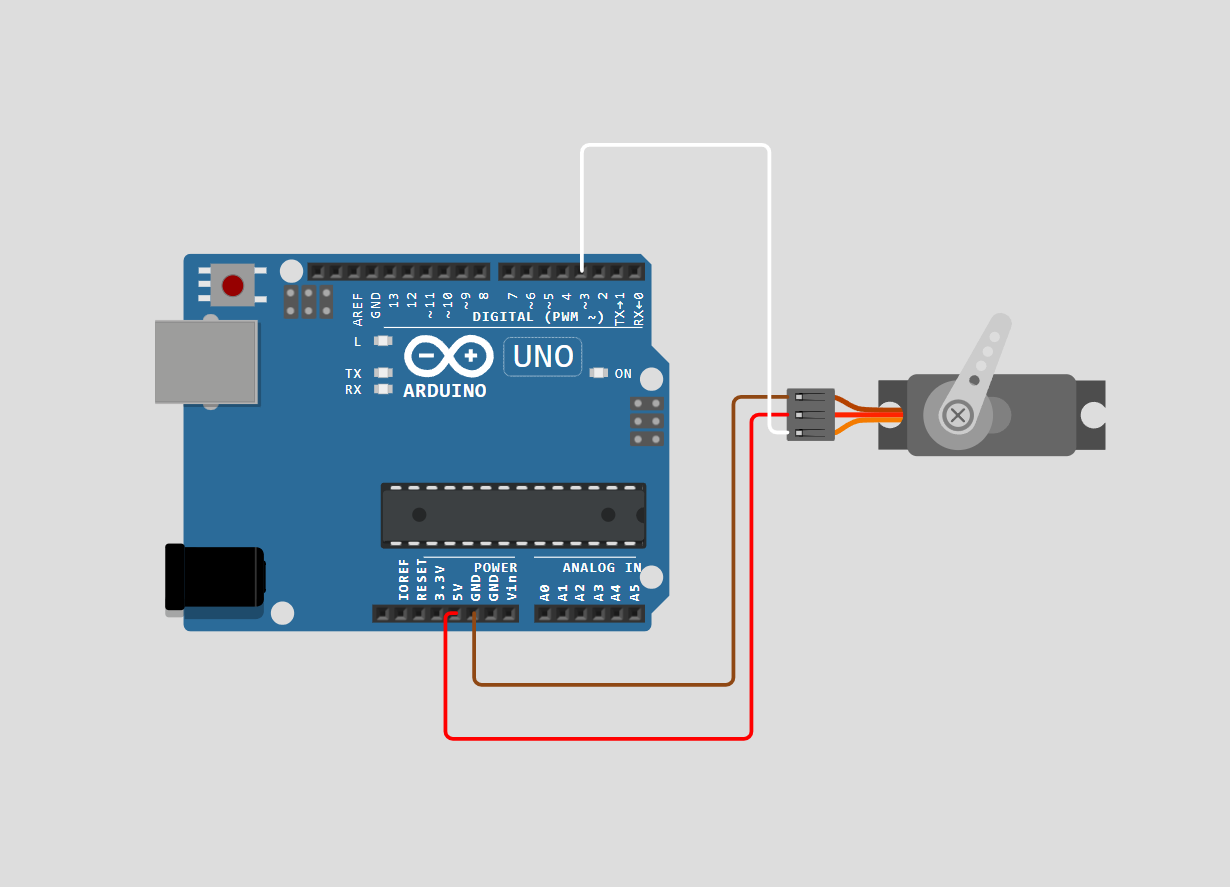 AREF
GND
13
12
~11
~10
~9
8
7
~6
~5
4
~3
2
TX→1
RX←0
DIGITAL (PWM ~)
L
TX
RX
UNO
ON
ARDUINO
POWER
ANALOG IN
IOREF
RESET
3.3V
5V
GND
GND
Vin
A0
A1
A2
A3
A4
A5